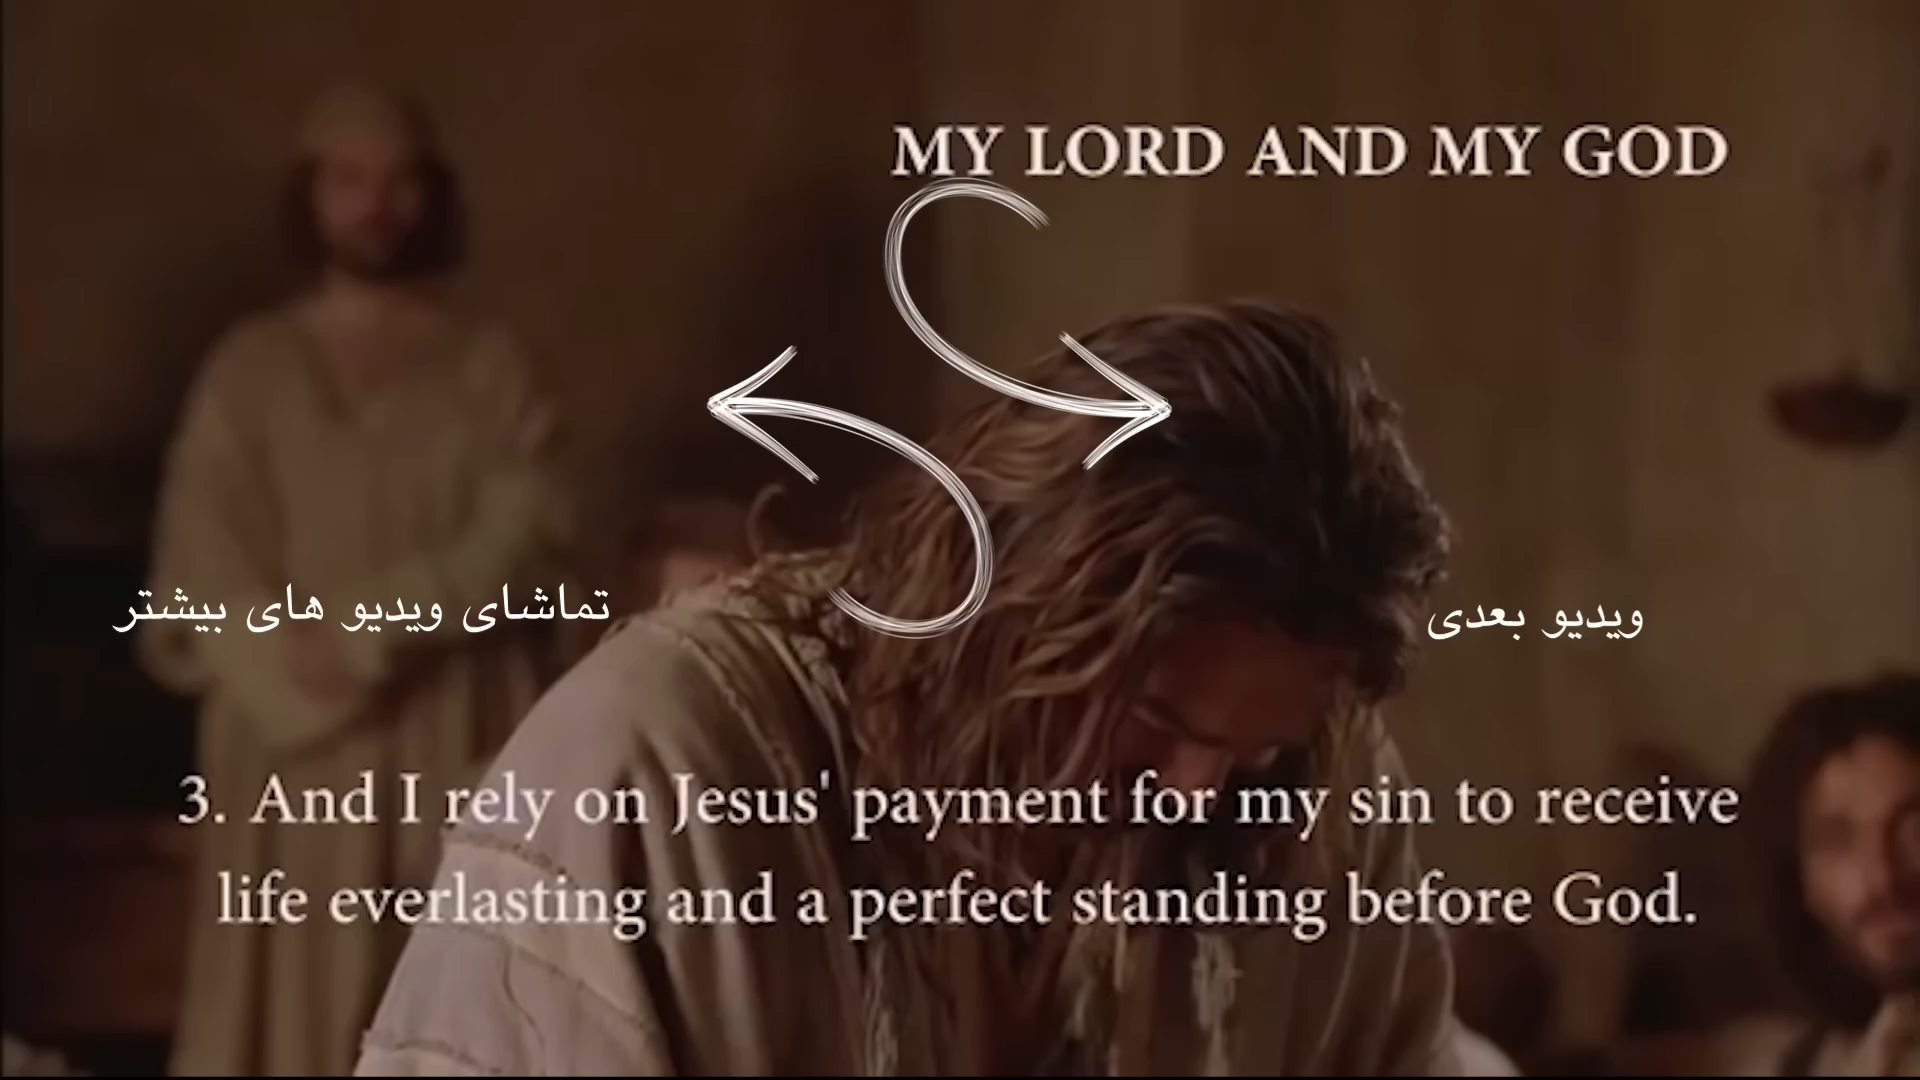 MY LORD AND MY GOD
تماشای ویدیو های بیشتر
ویدیو بعدی
3. And I rely on Jesus' payment for my sin to receive
life everlasting and a perfect standing before God.